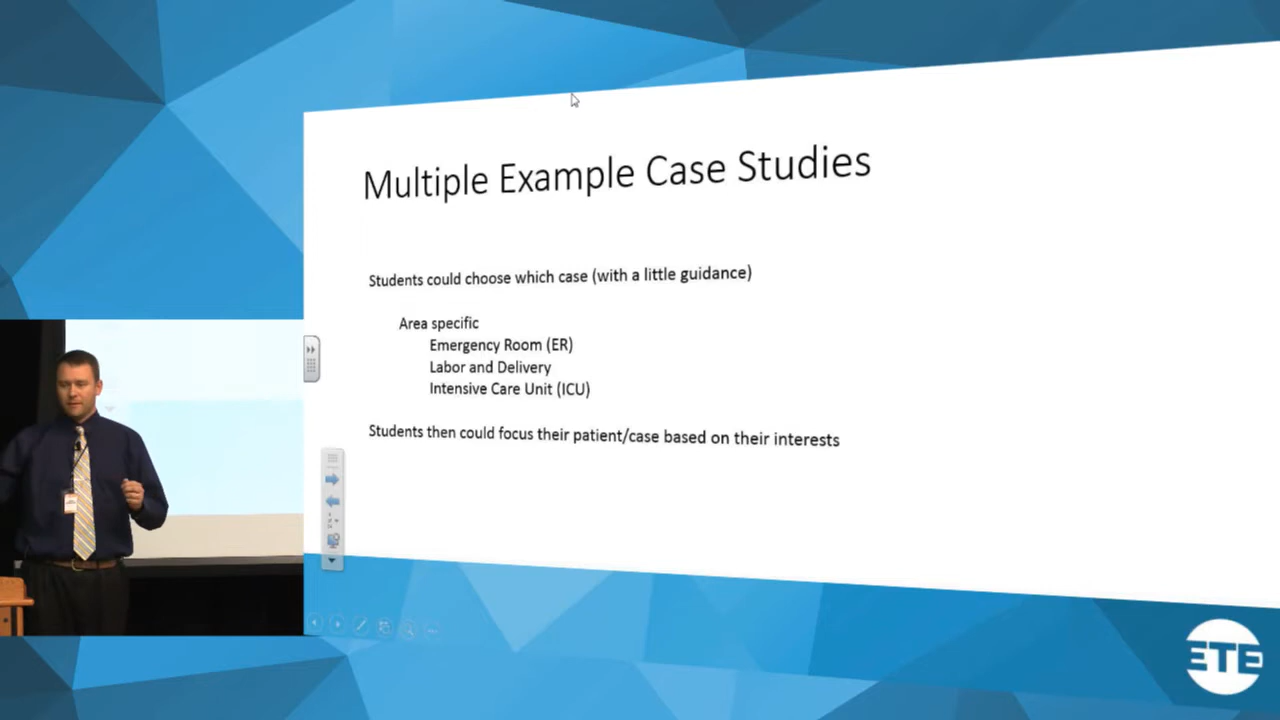 Multiple Example Case Studies
Students could choose which case (with a little guidance)
Area specific
Emergency Room (ER)
Labor and Delivery
Intensive Care Unit (ICU)
Students then could focus their patient/case based on their interests
ETE